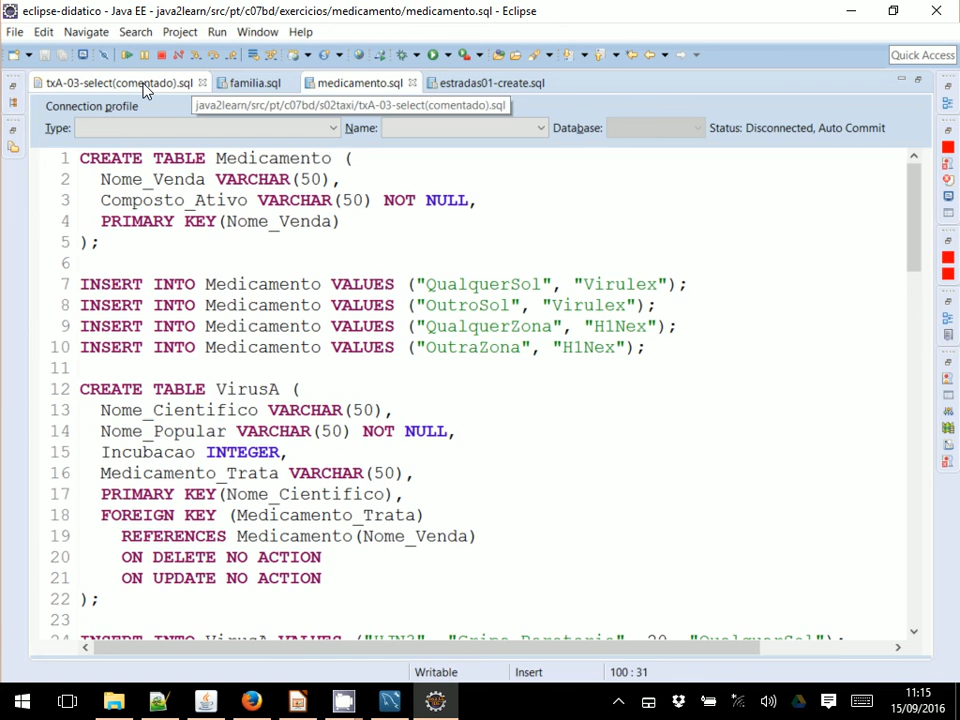 eclipse-didatico - Java EE - java2learn/src/pt/c07bd/exercicios/medicamento/medicamento.sql - Eclipse
File Edit Navigate Search Project Run Window Help
Quick Access
txA-03-select(comentado).sql familia.sql medicamento.sql estradas01-create.sql
Connection profile
java2learn/src/pt/c07bd/s02taxi/txA-03-select(comentado).sql
Type: Name: Database: Status: Disconnected, Auto Commit
1 CREATE TABLE Medicamento (
2 Nome_Venda VARCHAR(50),
3 Composto_Ativo VARCHAR(50) NOT NULL,
4 PRIMARY KEY(Nome_Venda)
5 );
6
7 INSERT INTO Medicamento VALUES ("QualquerSol", "Virulex");
8 INSERT INTO Medicamento VALUES ("OutroSol", "Virulex");
9 INSERT INTO Medicamento VALUES ("QualquerZona", "H1Nex");
10 INSERT INTO Medicamento VALUES ("OutraZona", "H1Nex");
11
12 CREATE TABLE VirusA (
13 Nome_Cientifico VARCHAR(50),
14 Nome_Popular VARCHAR(50) NOT NULL,
15 Incubacao INTEGER,
16 Medicamento_Trata VARCHAR(50),
17 PRIMARY KEY(Nome_Cientifico),
18 FOREIGN KEY (Medicamento_Trata)
19 REFERENCES Medicamento(Nome_Venda)
20 ON DELETE NO ACTION
21 ON UPDATE NO ACTION
22 );
23
24 INSERT INTO VirusA VALUES
Writable Insert 100 : 31
11:15
15/09/2016